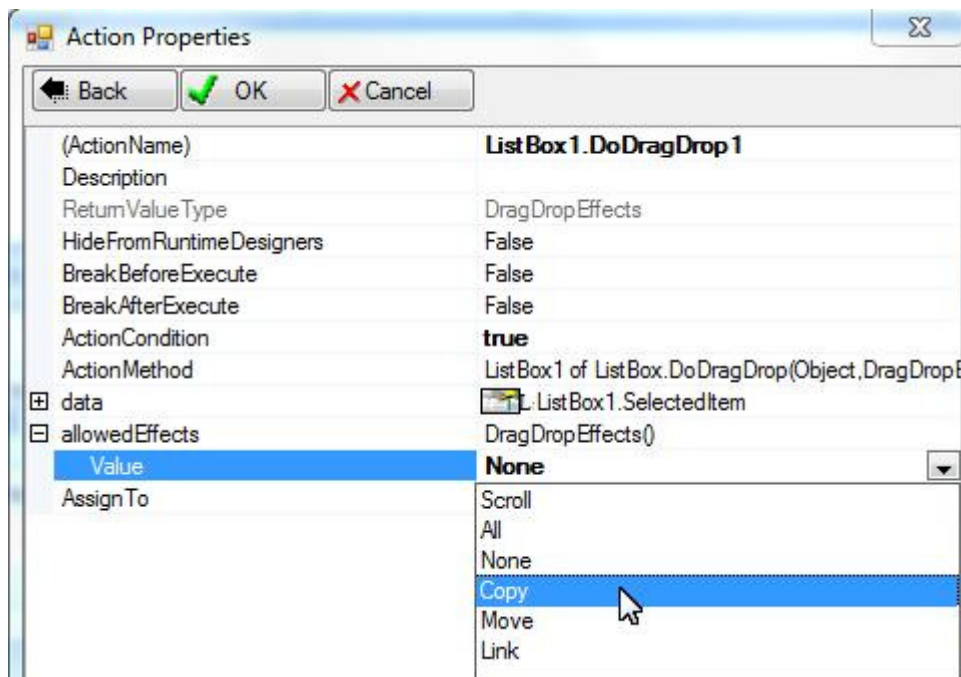 Action Properties
Back OK Cancel
(ActionName) ListBox1.DoDragDrop1
Description
ReturnValueType DragDropEffects
HideFromRuntimeDesigners False
BreakBeforeExecute False
BreakAfterExecute False
ActionCondition true
ActionMethod ListBox1 of ListBox.DoDragDrop(Object,DragDropE
data L:ListBox1.SelectedItem
allowedEffects DragDropEffects()
Value None
AssignTo Scroll
All
None
Copy
Move
Link